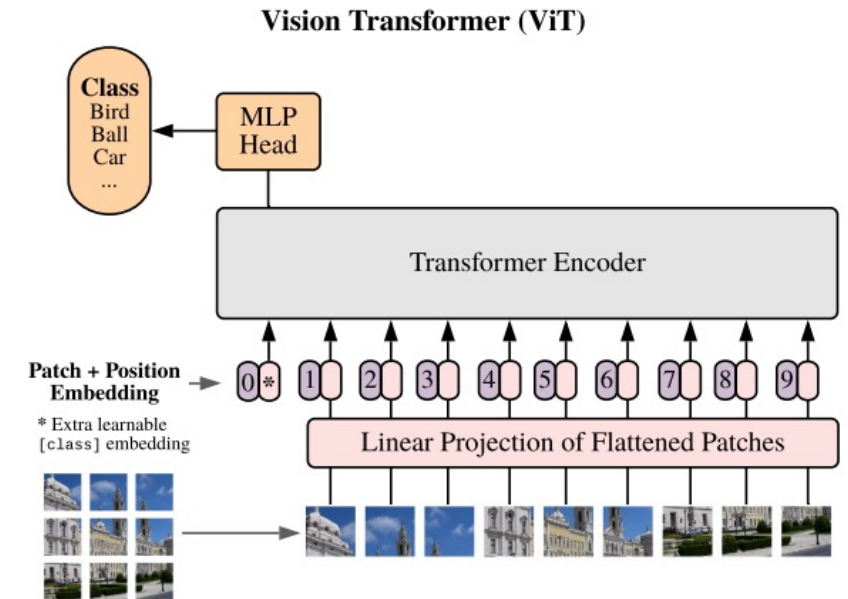 Vision Transformer (ViT)
Class
Bird
Ball
Car
...
MLP
Head
Transformer Encoder
Patch + Position
Embedding
0 * 1 2 3 4 5 6 7 8 9
* Extra learnable
[class] embedding
Linear Projection of Flattened Patches